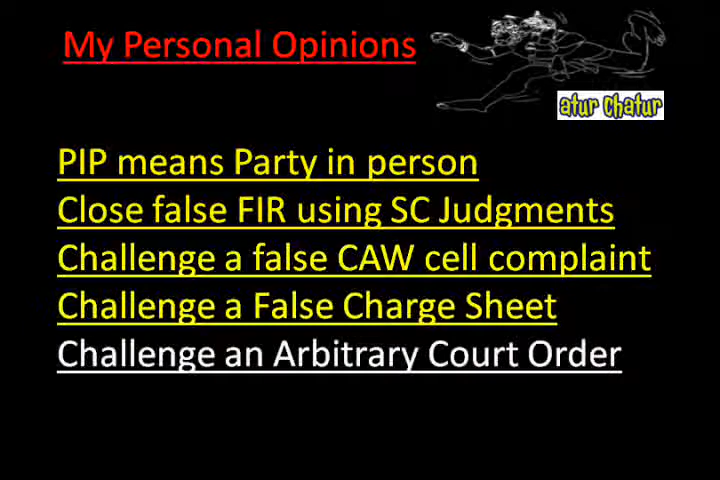 My Personal Opinions
atur chatur
PIP means Party in person
Close false FIR using SC Judgments
Challenge a false CAW cell complaint
Challenge a False Charge Sheet
Challenge an Arbitrary Court Order